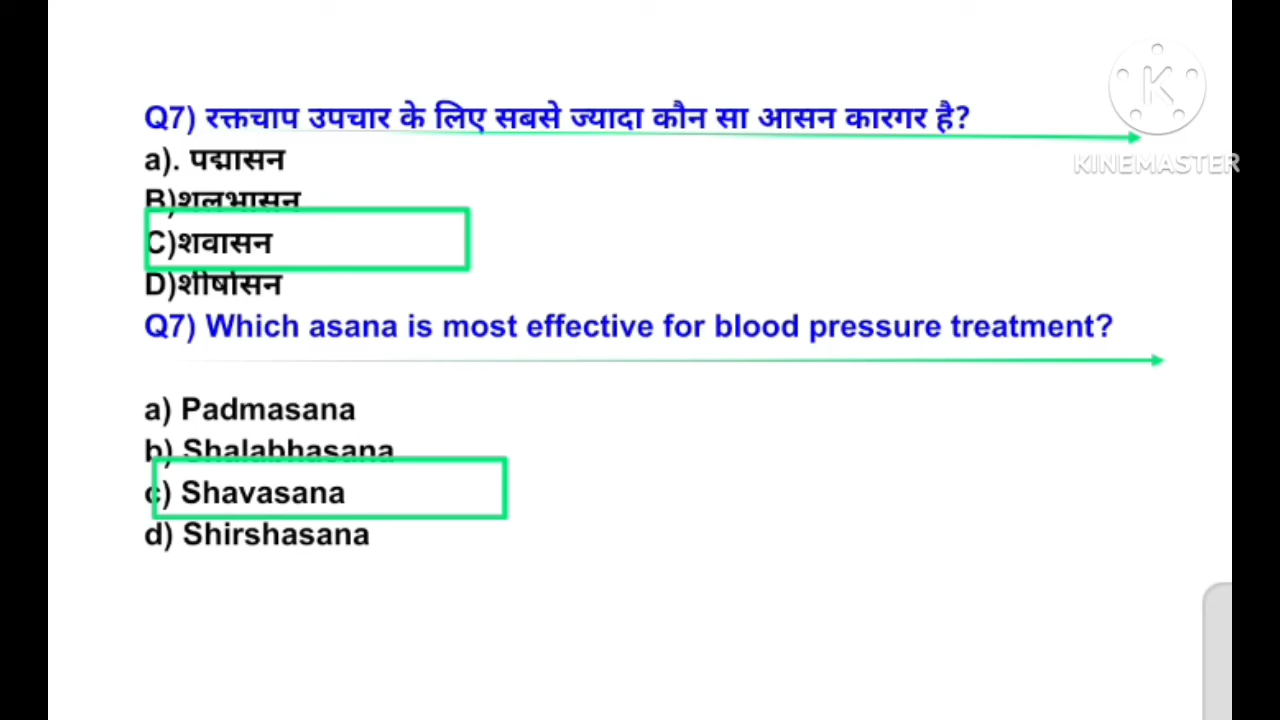 Q7) रक्तचाप उपचार के लिए सबसे ज्यादा कौन सा आसन कारगर है?
a). पद्मासन
B)शलभासन
C)शवासन
D)शीर्षासन
Q7) Which asana is most effective for blood pressure treatment?
a) Padmasana
b) Shalabhasana
c) Shavasana
d) Shirshasana
K
KINEMASTER